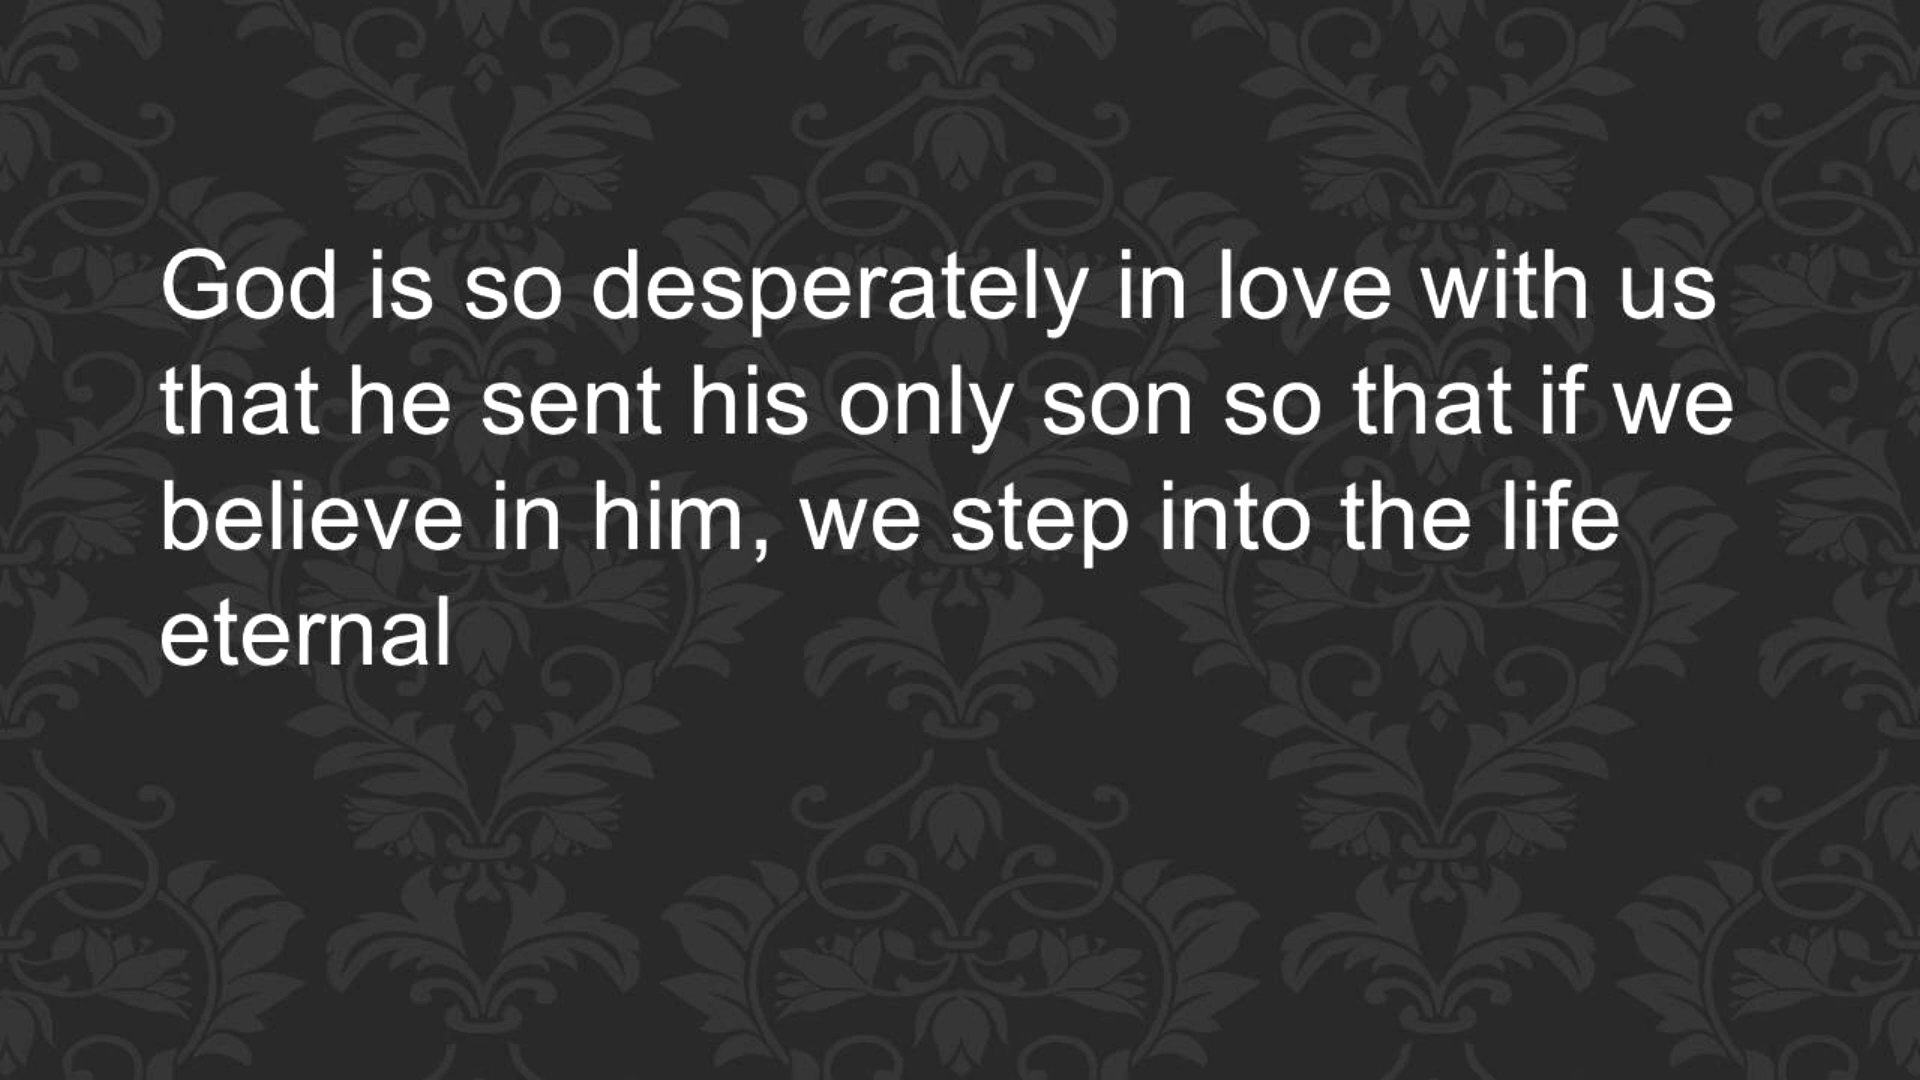 God is so desperately in love with us
that he sent his only son so that if we
believe in him, we step into the life
eternal